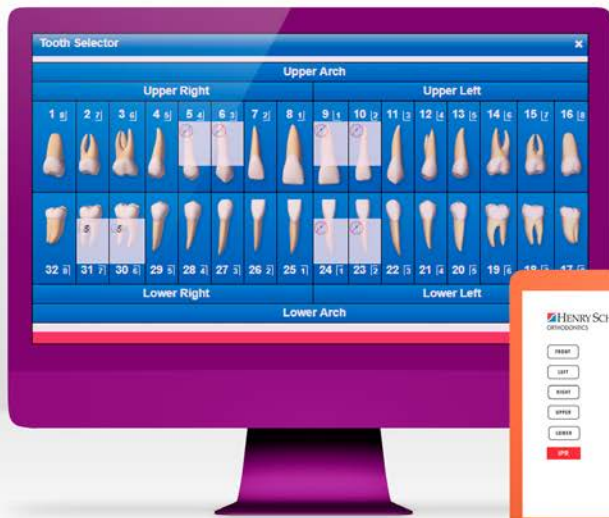 Tooth Selector ×
Upper Arch
Upper Right Upper Left
1 8 2 7 3 6 4 5 5 4 6 3 7 2 8 1 9 1 10 2 11 3 12 4 13 5 14 6 15 7 16 8
S S
32 8 31 7 30 6 29 5 28 4 27 3 26 2 25 1 24 1 23 2 22 3 21 4 20 5 19 6 18 17
Lower Right Lower Left
Lower Arch
HENRY SCH
ORTHODONTICS
FRONT
LEFT
RIGHT
UPPER
LOWER